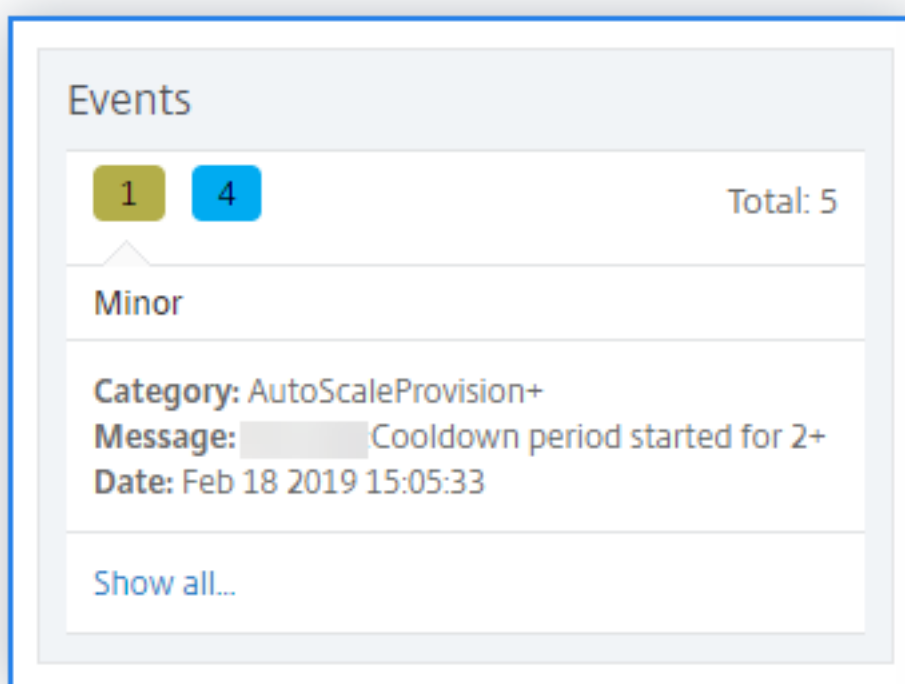 Events
1 4 Total: 5
Minor
Category: AutoScaleProvision+
Message: :Cooldown period started for 2+
Date: Feb 18 2019 15:05:33
Show all...